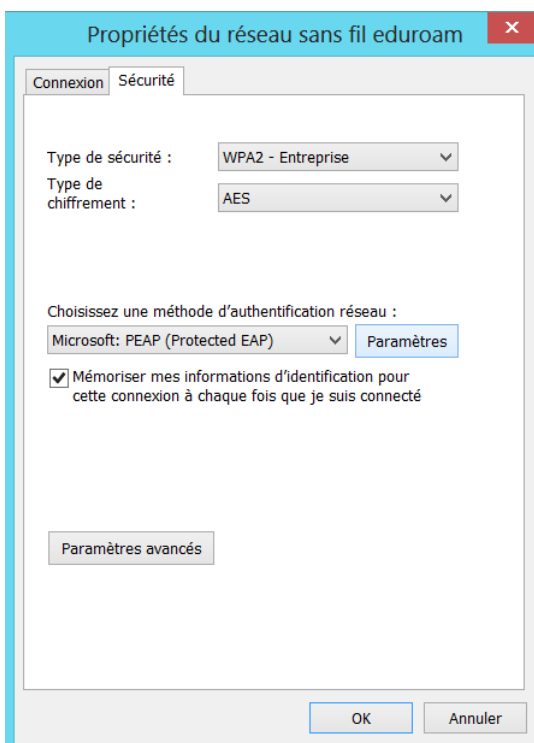 Propriétés du réseau sans fil eduroam
Connexion
Sécurité
Type de sécurité :
WPA2 - Entreprise
Type de
chiffrement :
AES
Choisissez une méthode d'authentification réseau :
Microsoft: PEAP (Protected EAP)
Paramètres
Mémoriser mes informations d'identification pour
cette connexion à chaque fois que je suis connecté
Paramètres avancés
OK
Annuler